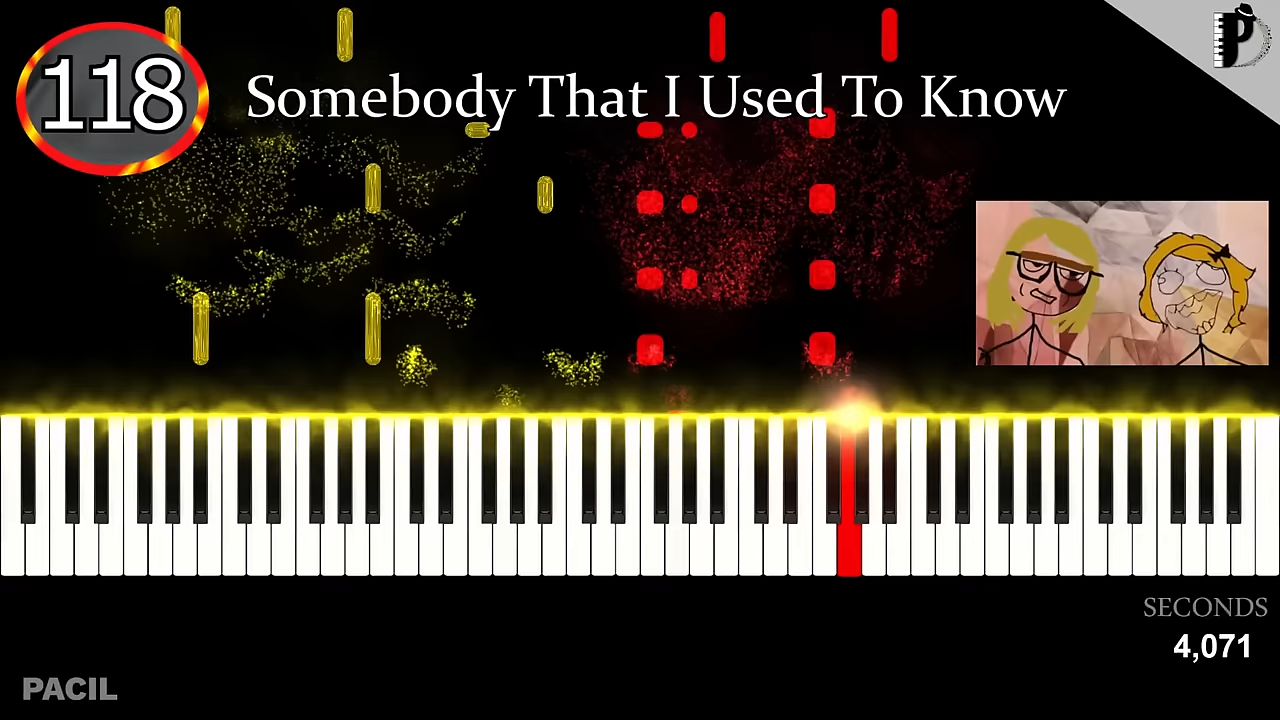 118
Somebody That I Used To Know
P
SECONDS
4,071
PACIL